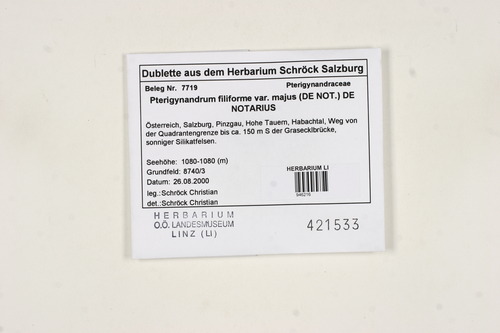 Dublette aus dem Herbarium Schröck Salzburg
Beleg Nr. 7719 Pterigynandraceae
Pterigynandrum filiforme var. majus (DE NOT.) DE
NOTARIUS
Österreich, Salzburg, Pinzgau, Hohe Tauern, Habachtal, Weg von
der Quadrantengrenze bis ca. 150 m S der Grasecklbrücke,
sonniger Silikatfelsen.
Seehöhe: 1080-1080 (m)
Grundfeld: 8740/3
Datum: 26.08.2000
leg.:Schröck Christian
det.:Schröck Christian
HERBARIUM LI
946216
HERBARIUM
O.Ö. LANDESMUSEUM
LINZ (LI)
421533